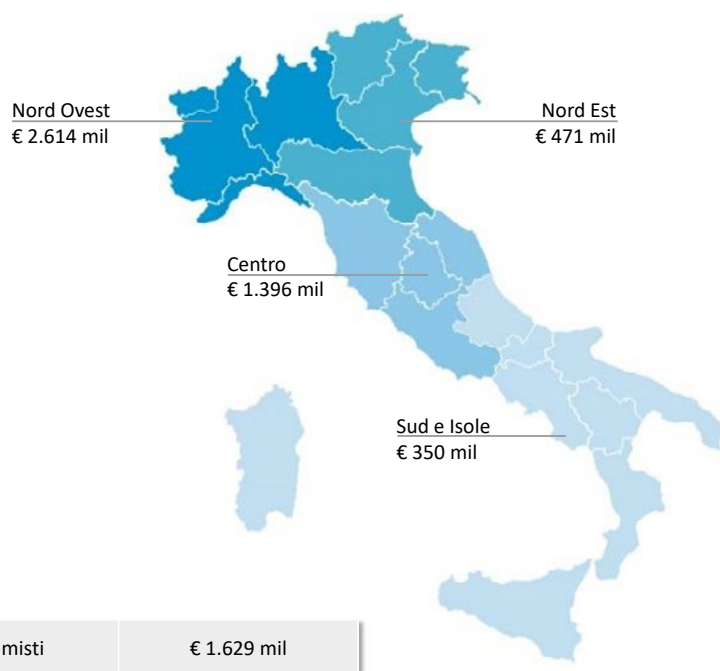 Nord Ovest
€ 2.614 mil
Nord Est
€ 471 mil
Centro
€ 1.396 mil
Sud e Isole
€ 350 mil
misti € 1.629 mil